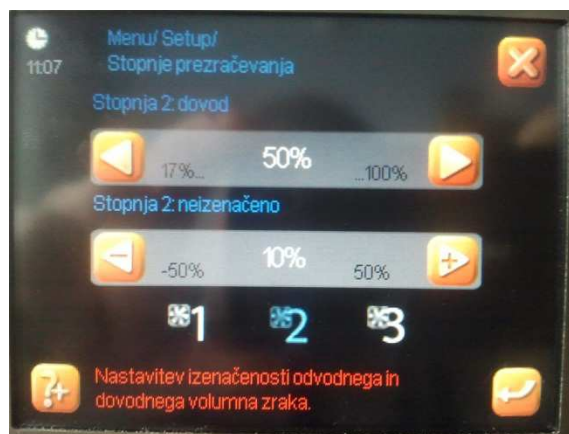 Menu/ Setup/
11:07 Stopnje prezračevanja
Stopnja 2: dovod
50%
17%... ...100%
Stopnja 2: neizenačeno
10%
-50% 50%
1 2 3
?+ Nastavitev izenačenosti odvodnega in
dovodnega volumna zraka.